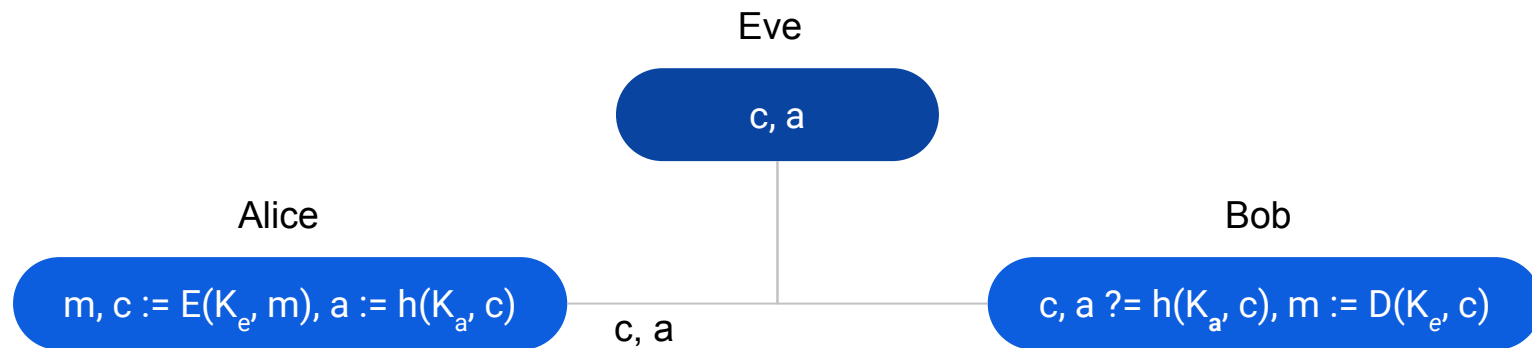 Eve
c, a
Alice
Bob
m, c := E(Kₑ, m), a := h(Kₐ, c)
c, a ?= h(Kₐ, c), m := D(Kₑ, c)
c, a